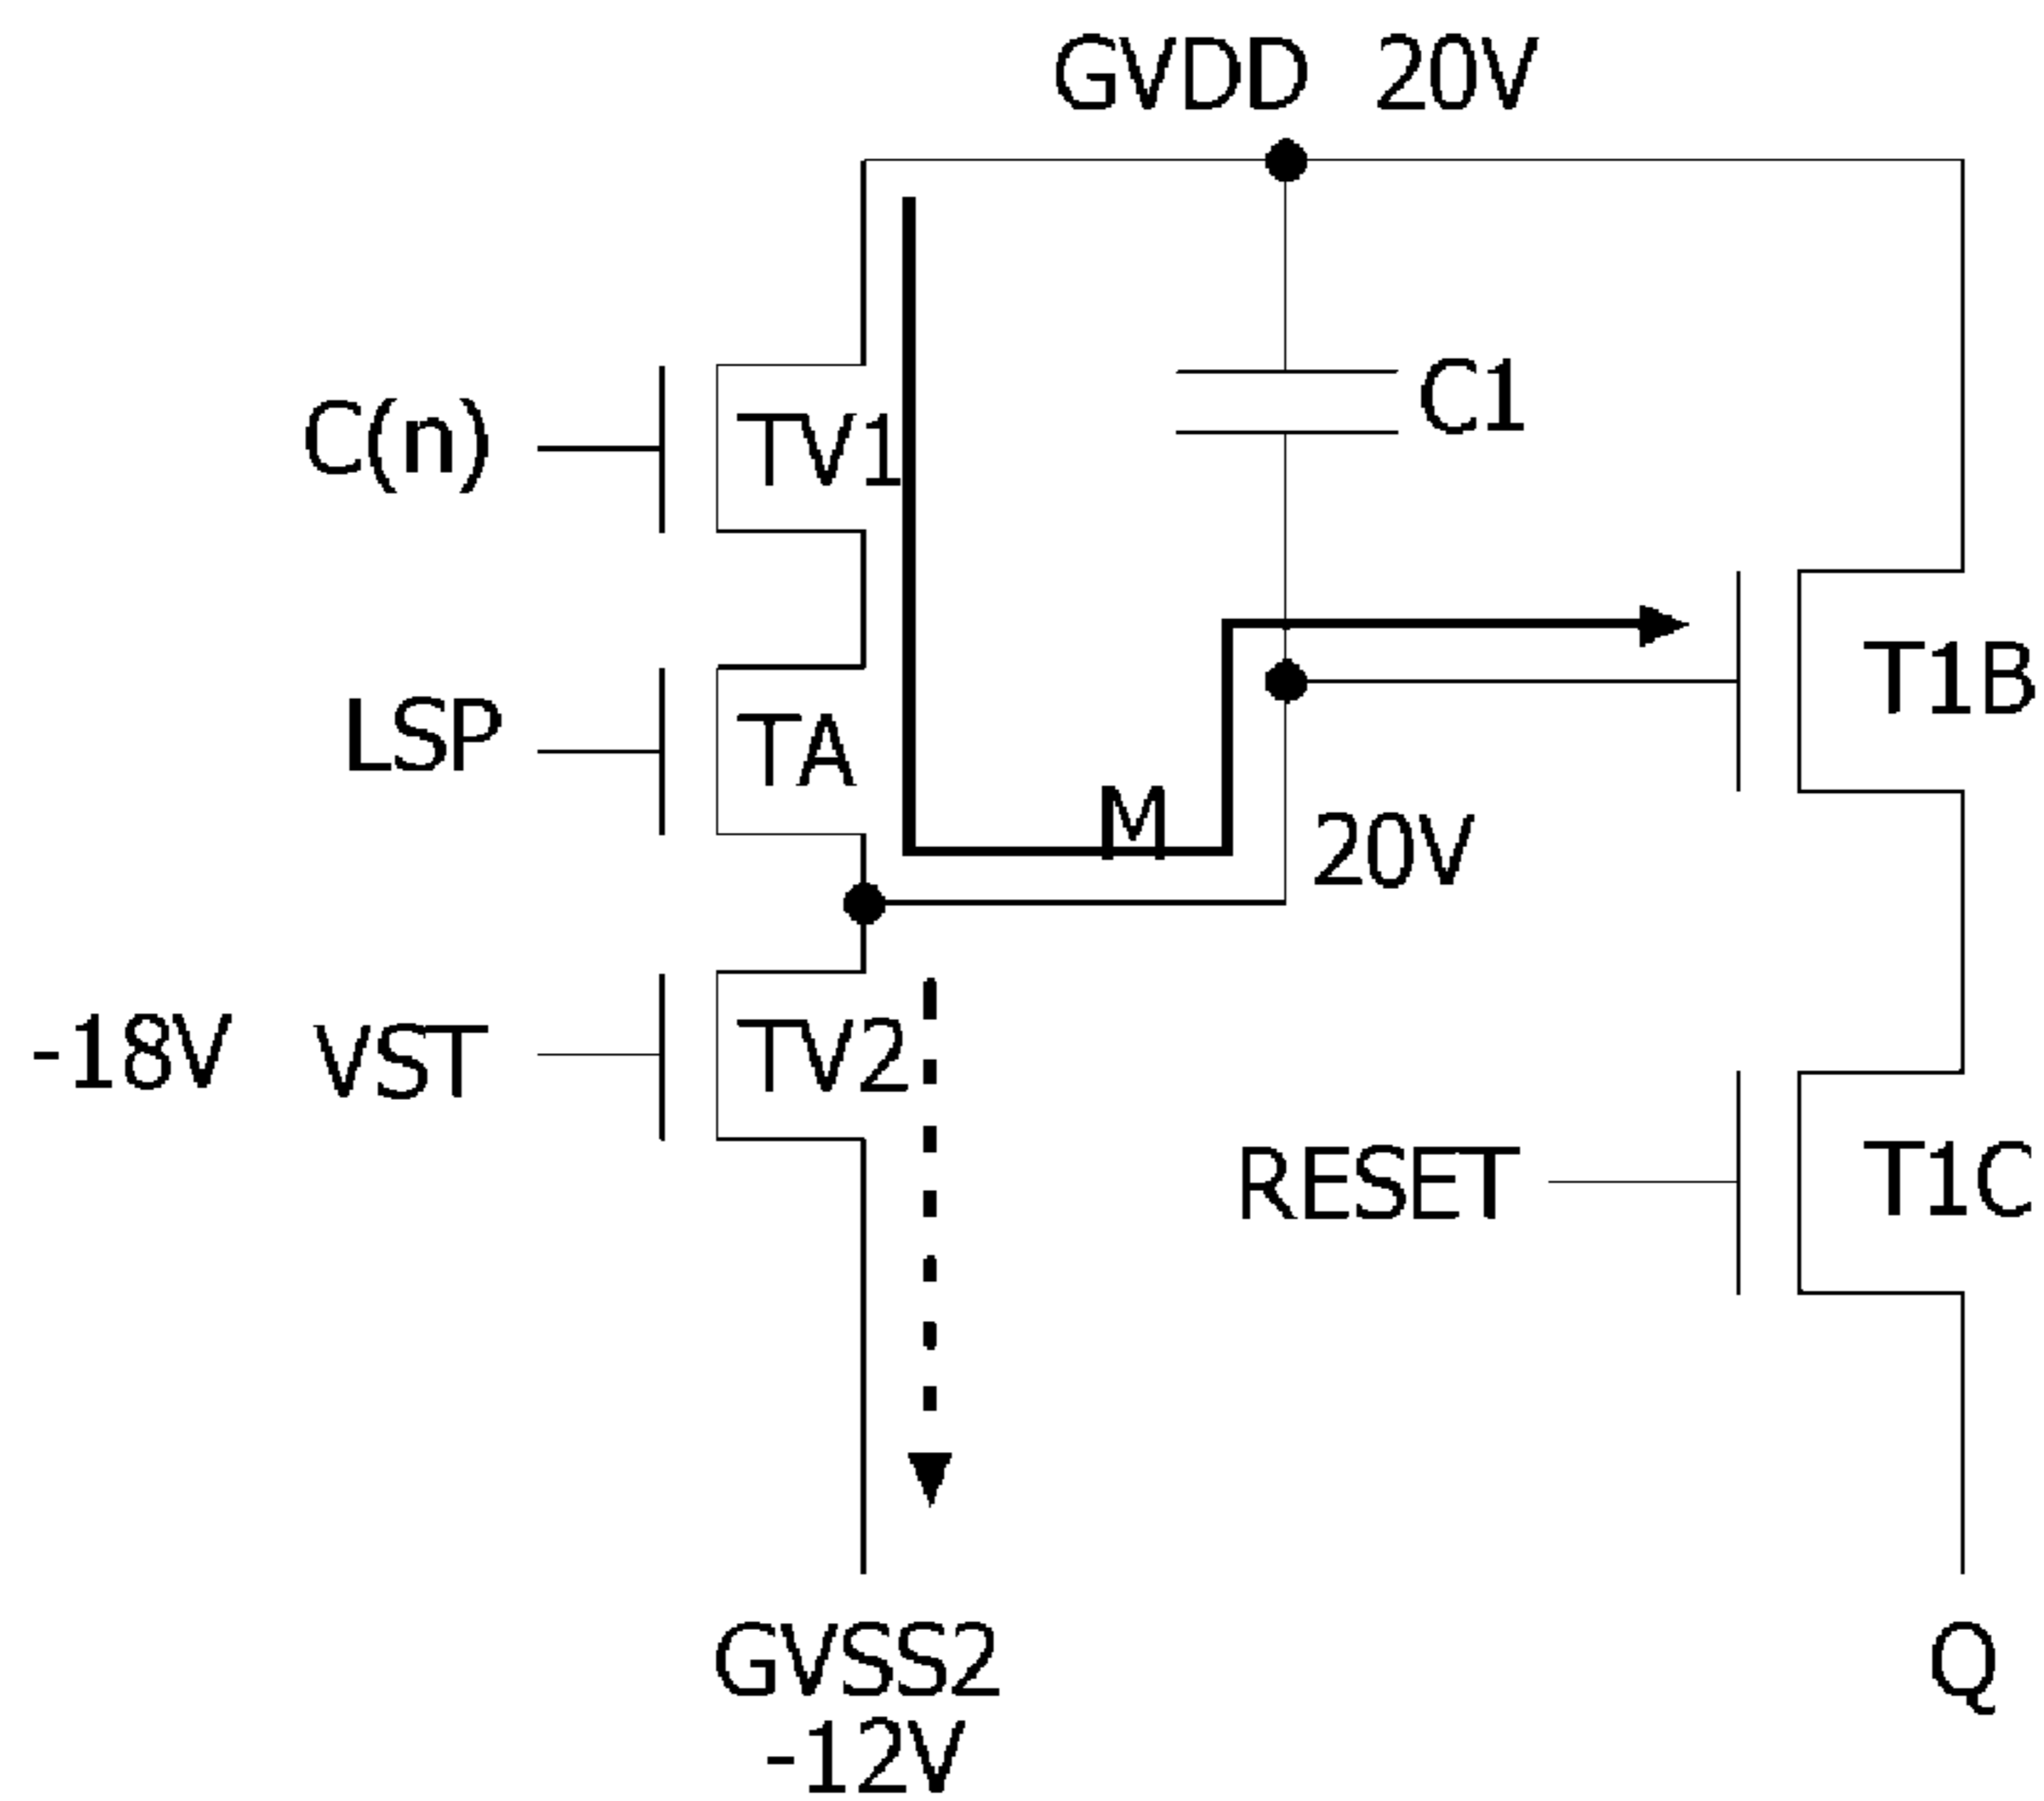 GVDD 20V
C(n)
TV1
C1
LSP
TA
T1B
M
20V
-18V VST
TV2
RESET
T1C
GVSS2
-12V
Q